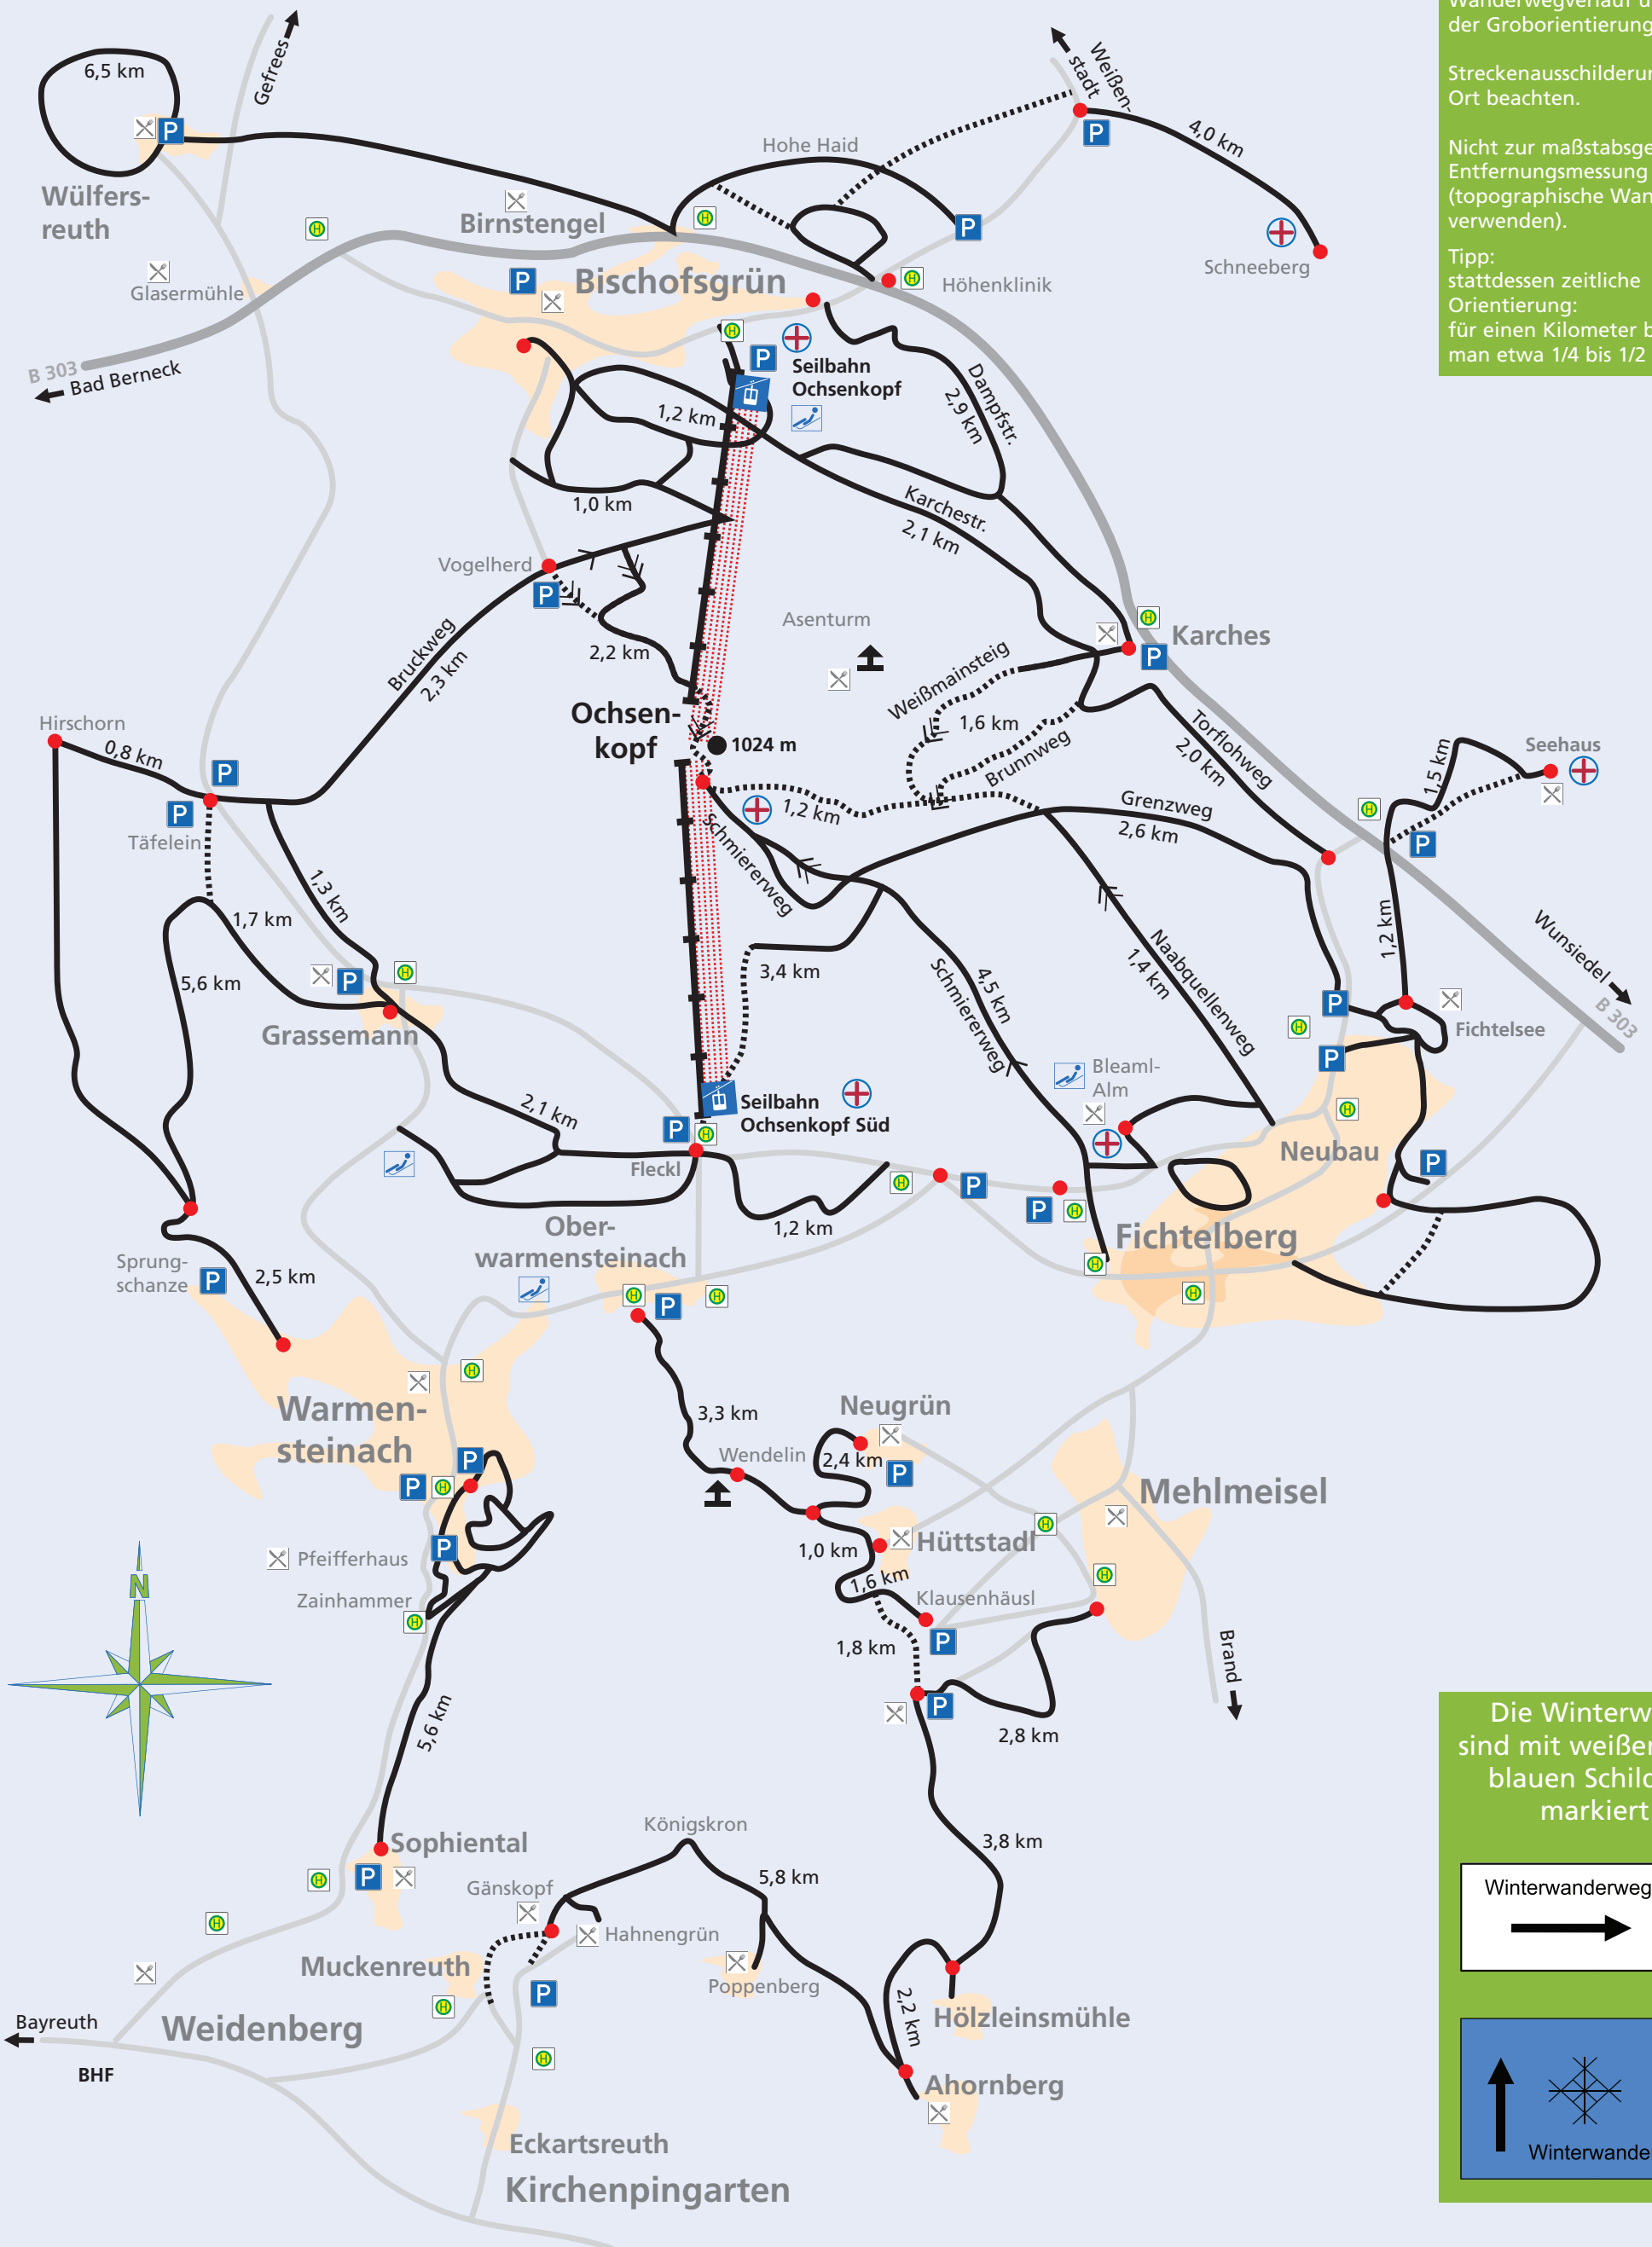 Wanderwegverlauf u
der Groborientierung
Streckenausschilderun
Ort beachten.
Nicht zur maßstabsge
Entfernungsmessung
(topographische Wan
verwenden).
Tipp:
stattdessen zeitliche
Orientierung:
für einen Kilometer b
man etwa 1/4 bis 1/2
6,5 km
Gefrees
Weißen-
stadt
4,0 km
Hohe Haid
Wülfers-
reuth
Birnstengel
Schneeberg
Glasermühle
Bischofsgrün
Höhenklinik
B 303
Bad Berneck
Seilbahn
Ochsenkopf
Dampfstr.
2,9 km
1,2 km
1,0 km
Karchestr.
2,1 km
Vogelherd
Asenturm
Karches
Bruckweg
2,3 km
2,2 km
Weißmainsteig
1,6 km
Brunnweg
Torflohweg
2,0 km
Ochsen-
kopf
1024 m
Hirschorn
0,8 km
Seehaus
1,5 km
Täfelein
1,2 km
Grenzweg
2,6 km
Schmiererweg
1,3 km
1,7 km
5,6 km
3,4 km
Schmiererweg
4,5 km
Naabquellenweg
1,4 km
1,2 km
Wunsiedel
B 303
Fichtelsee
Grassemann
Bleaml-
Alm
2,1 km
Seilbahn
Ochsenkopf Süd
Fleckl
Neubau
1,2 km
Ober-
warmensteinach
Fichtelberg
Sprung-
schanze
2,5 km
Warmen-
steinach
3,3 km
Neugrün
Wendelin
2,4 km
Mehlmeisel
1,0 km
Hüttstadl
Pfeifferhaus
Zainhammer
1,6 km
Klausenhäusl
1,8 km
Brand
2,8 km
N
5,6 km
Die Winterw
sind mit weißer
blauen Schild
markiert
Sophiental
Königskron
3,8 km
5,8 km
Gänskopf
Hahnengrün
Winterwanderweg
Muckenreuth
Poppenberg
2,2 km
Hölzleinsmühle
Bayreuth
Weidenberg
BHF
Ahornberg
Winterwande
Eckartsreuth
Kirchenpingarten